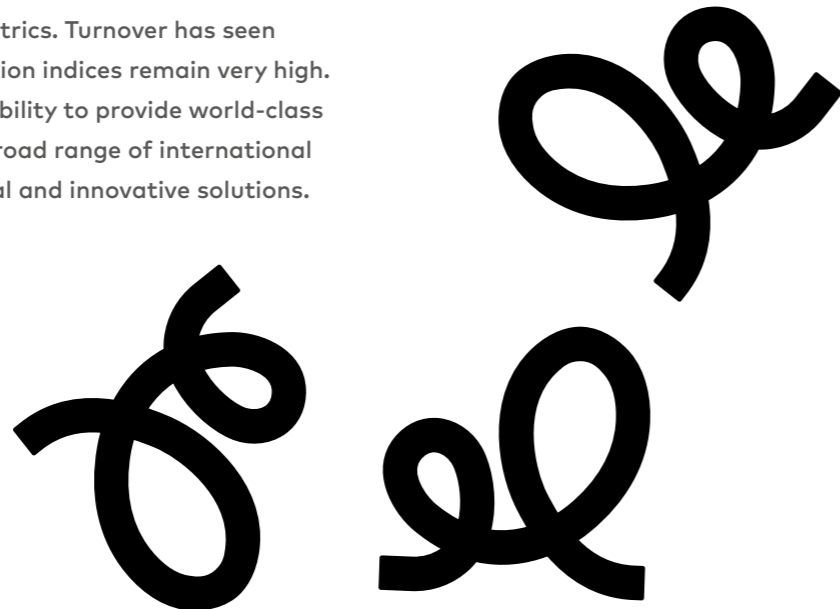 trics. Turnover has seen
tion indices remain very high.
bility to provide world-class
road range of international
al and innovative solutions.